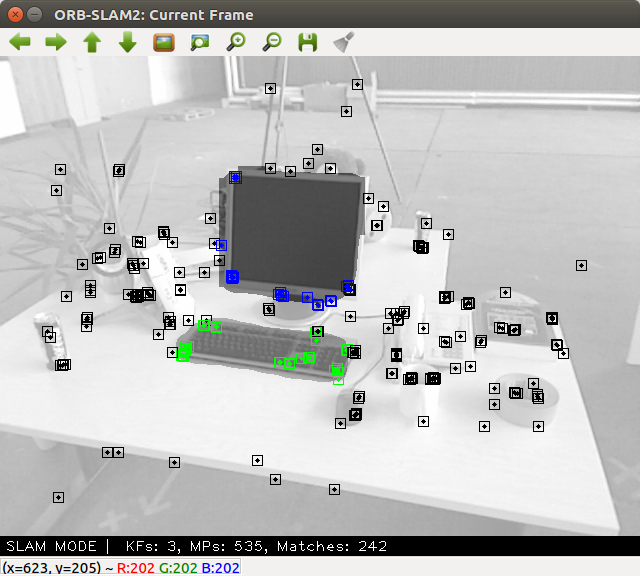 ORB-SLAM2: Current Frame
SLAM MODE | KFs: 3, MPs: 535, Matches: 242
(x=623, y=205) ~ R:202 G:202 B:202